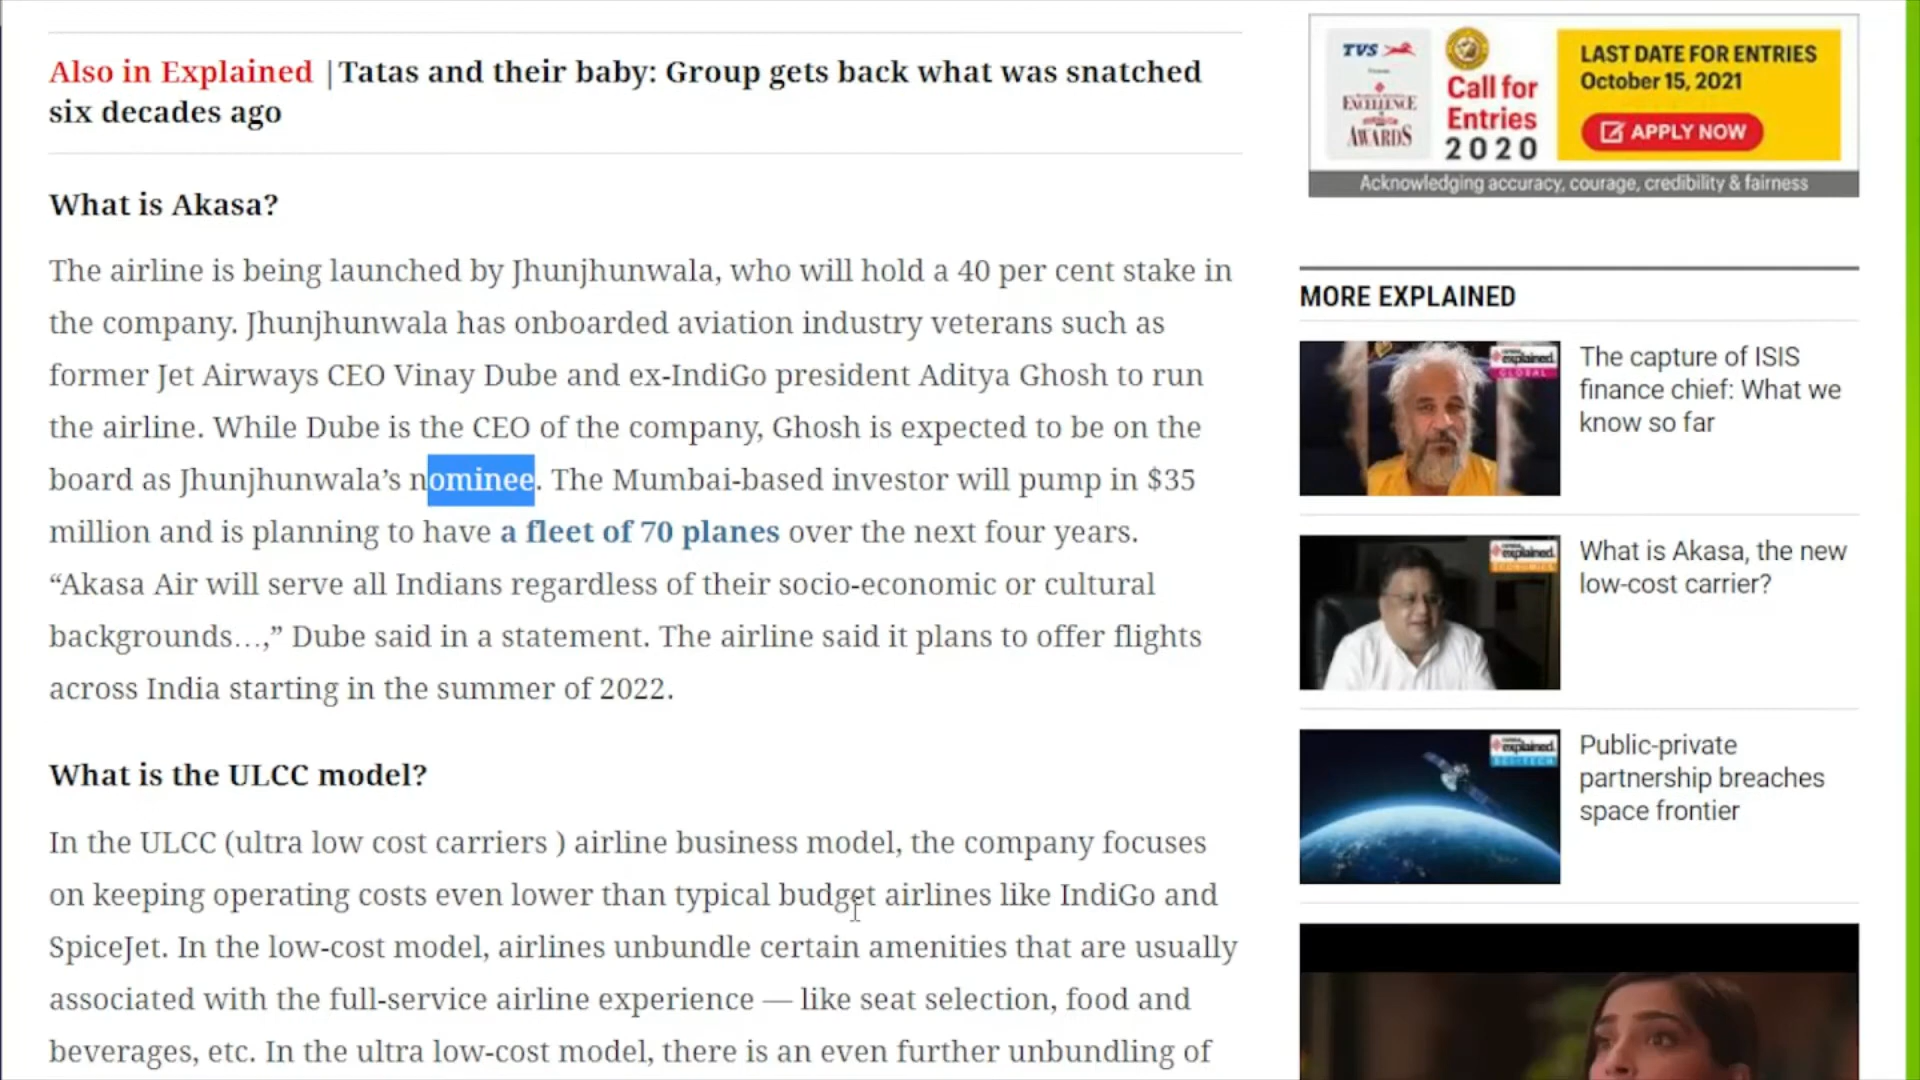 Also in Explained |Tatas and their baby: Group gets back what was snatched
six decades ago
What is Akasa?
The airline is being launched by Jhunjhunwala, who will hold a 40 per cent stake in
the company. Jhunjhunwala has onboarded aviation industry veterans such as
former Jet Airways CEO Vinay Dube and ex-IndiGo president Aditya Ghosh to run
the airline. While Dube is the CEO of the company, Ghosh is expected to be on the
board as Jhunjhunwala’s nominee. The Mumbai-based investor will pump in $35
million and is planning to have a fleet of 70 planes over the next four years.
“Akasa Air will serve all Indians regardless of their socio-economic or cultural
backgrounds…,” Dube said in a statement. The airline said it plans to offer flights
across India starting in the summer of 2022.
What is the ULCC model?
In the ULCC (ultra low cost carriers ) airline business model, the company focuses
on keeping operating costs even lower than typical budget airlines like IndiGo and
SpiceJet. In the low-cost model, airlines unbundle certain amenities that are usually
associated with the full-service airline experience — like seat selection, food and
beverages, etc. In the ultra low-cost model, there is an even further unbundling of
TVS
EXCELLENCE
AWARDS
Call for
Entries
2020
LAST DATE FOR ENTRIES
October 15, 2021
APPLY NOW
Acknowledging accuracy, courage, credibility & fairness
MORE EXPLAINED
explained.
GLOBAL
The capture of ISIS
finance chief: What we
know so far
explained.
ECONOMICS
What is Akasa, the new
low-cost carrier?
explained.
SCI-TECH
Public-private
partnership breaches
space frontier